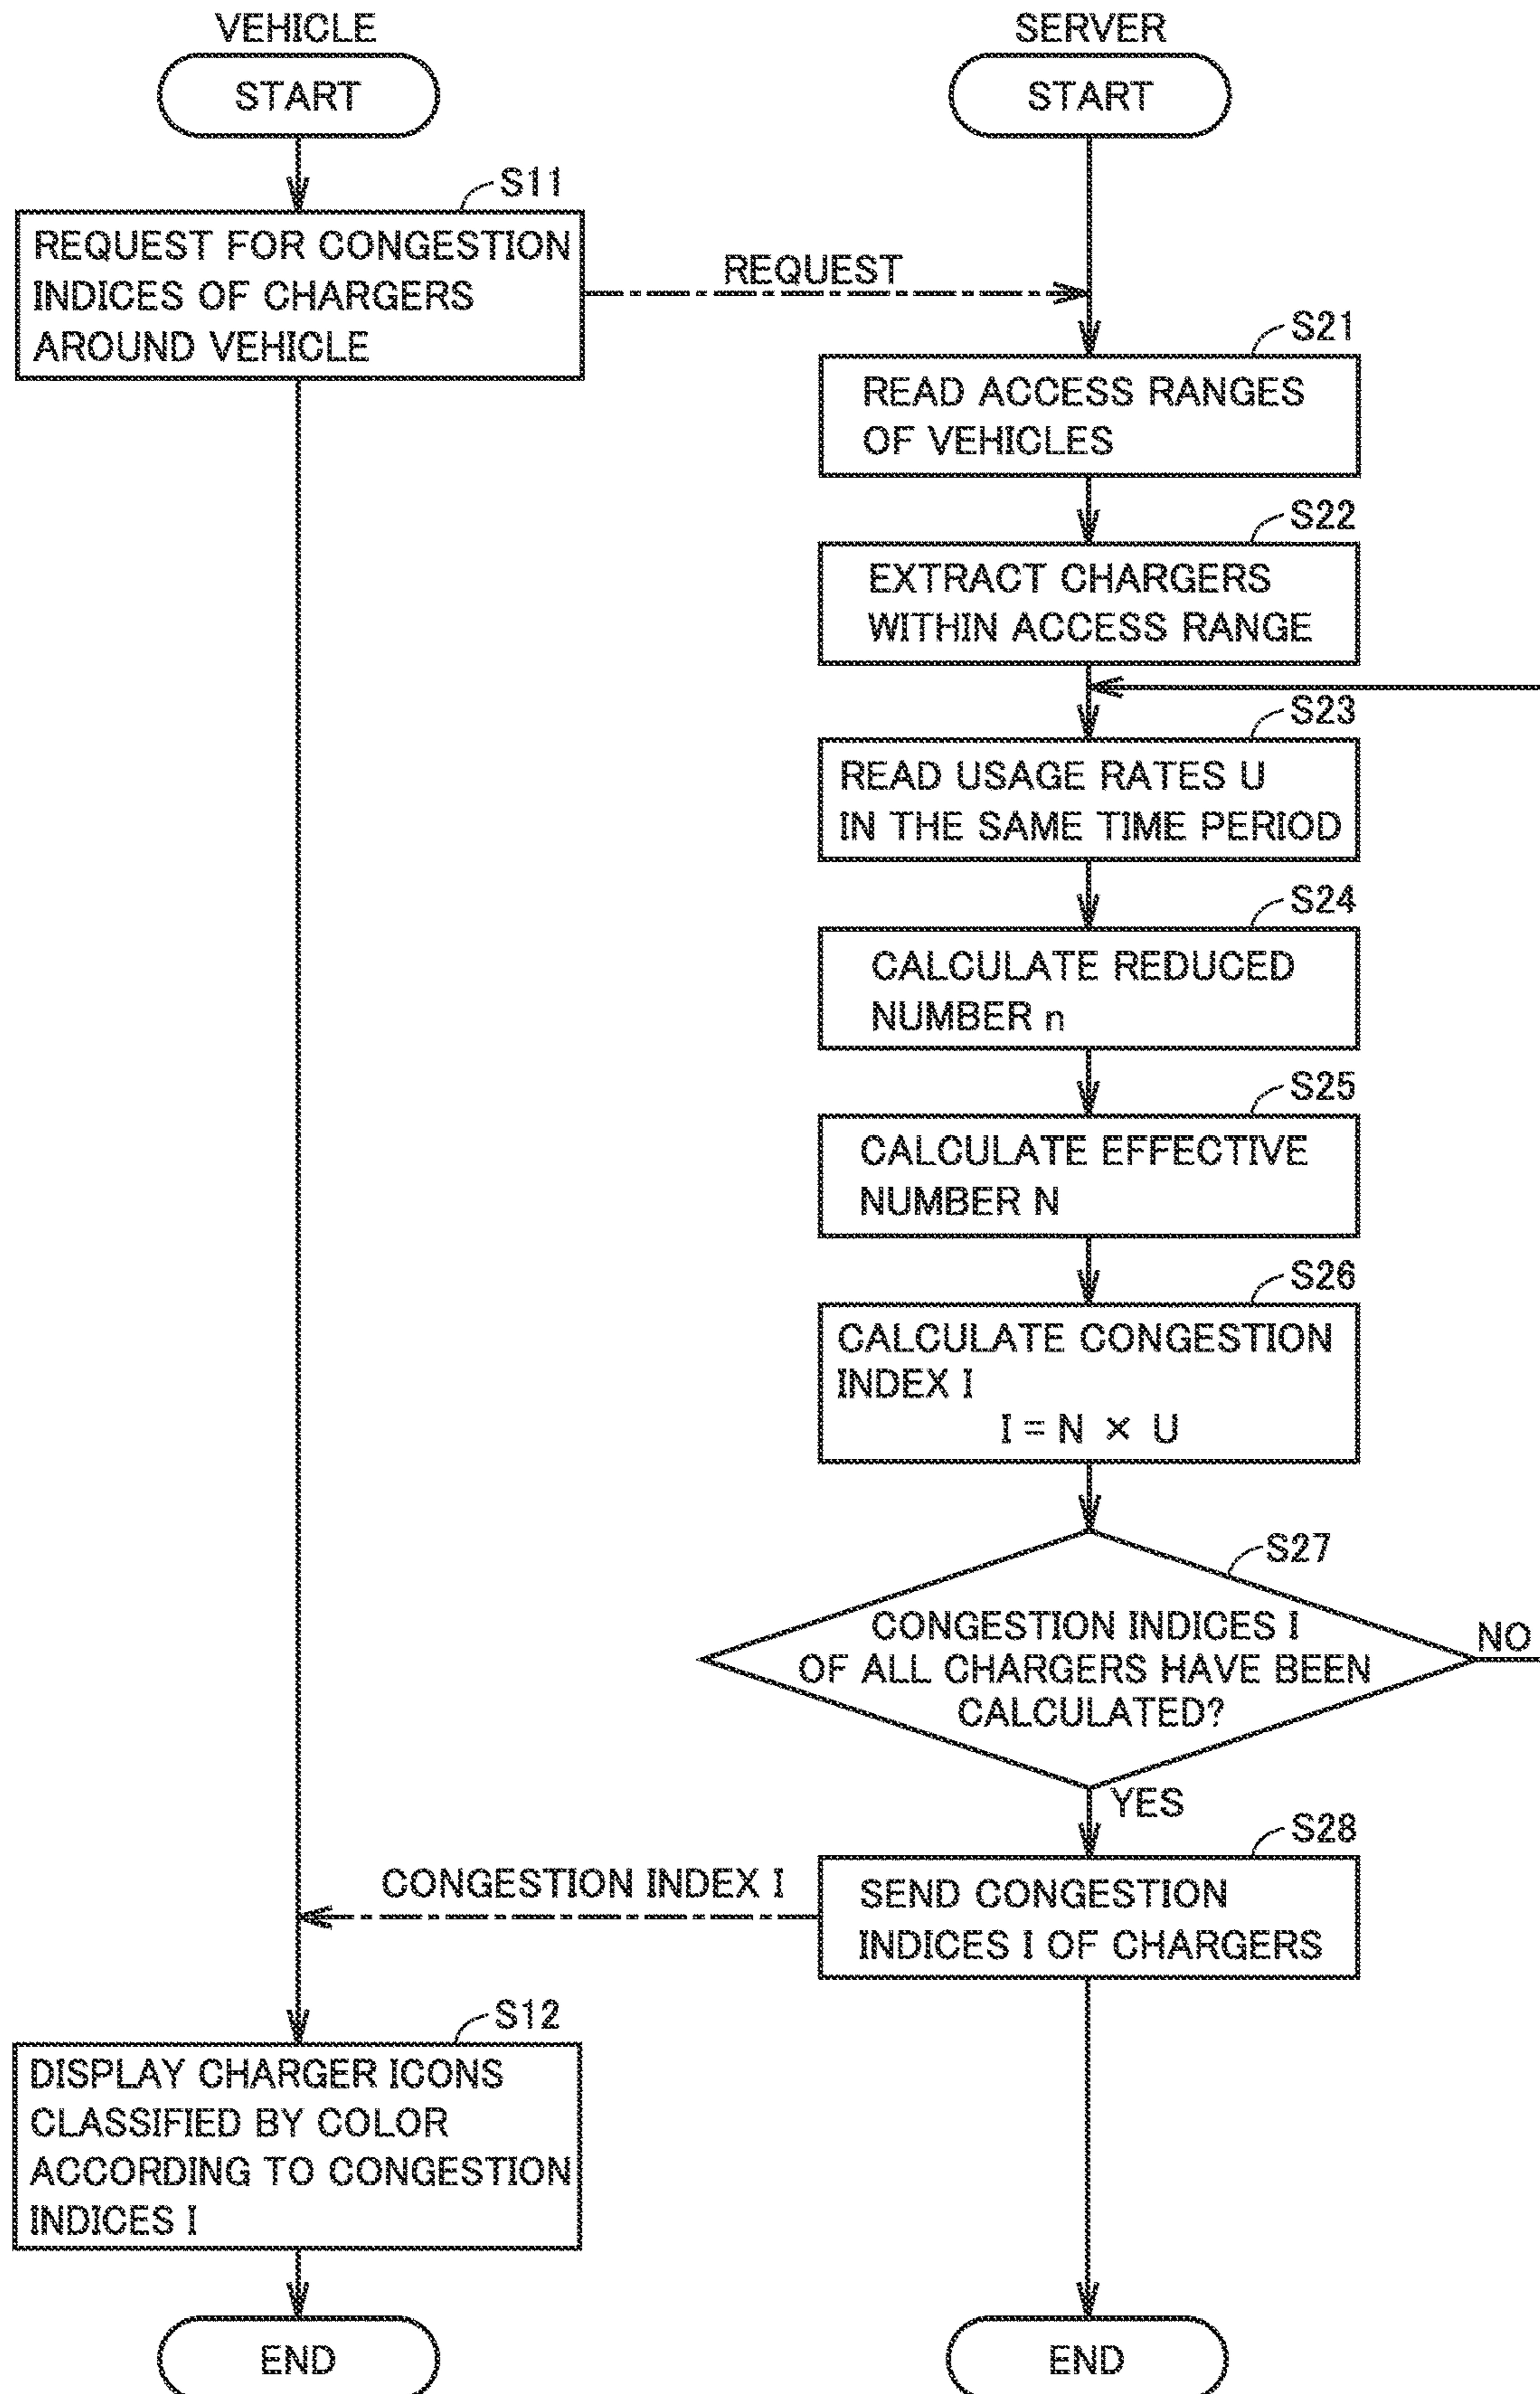 VEHICLE
START
S11
REQUEST FOR CONGESTION
INDICES OF CHARGERS
AROUND VEHICLE
REQUEST
SERVER
START
S21
READ ACCESS RANGES
OF VEHICLES
S22
EXTRACT CHARGERS
WITHIN ACCESS RANGE
S23
READ USAGE RATES U
IN THE SAME TIME PERIOD
S24
CALCULATE REDUCED
NUMBER n
S25
CALCULATE EFFECTIVE
NUMBER N
S26
CALCULATE CONGESTION
INDEX I
I = N × U
S27
CONGESTION INDICES I
OF ALL CHARGERS HAVE BEEN
CALCULATED?
NO
YES
S28
SEND CONGESTION
INDICES I OF CHARGERS
CONGESTION INDEX I
S12
DISPLAY CHARGER ICONS
CLASSIFIED BY COLOR
ACCORDING TO CONGESTION
INDICES I
END
END